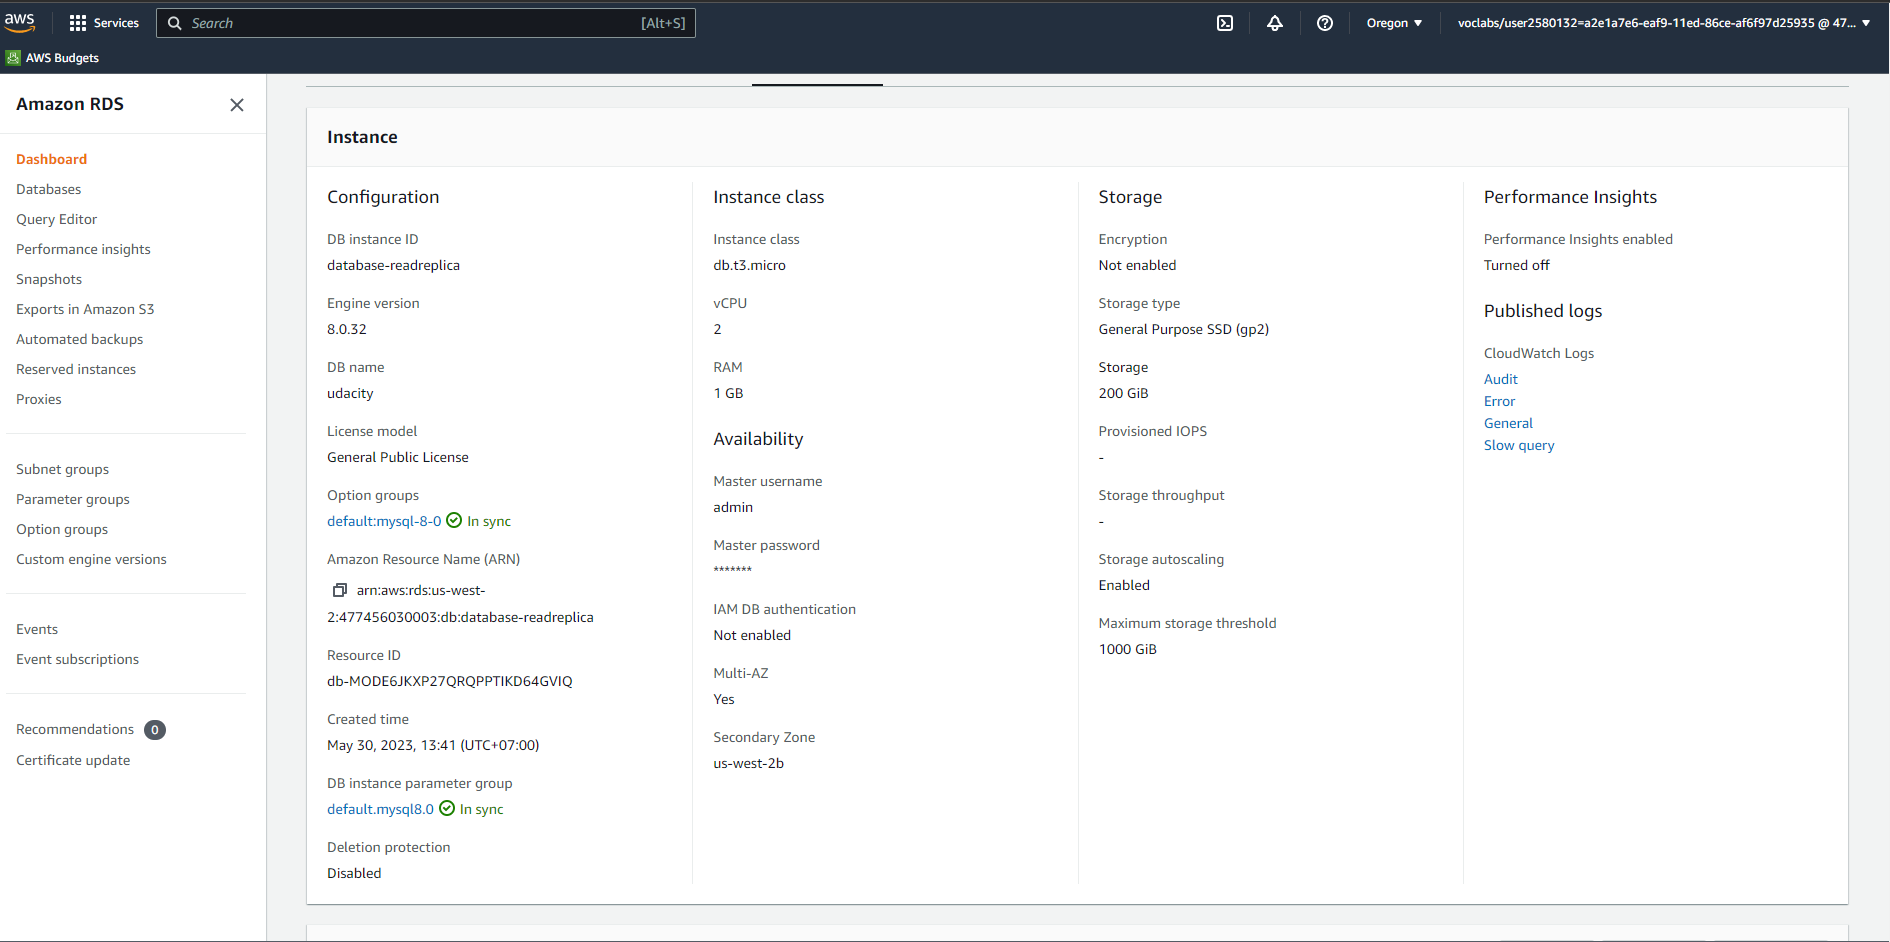 aws
Services
Search
[Alt+S]
Oregon
voclabs/user2580132=a2e1a7e6-eaf9-11ed-86ce-af6f97d25935 @ 47...
AWS Budgets
Amazon RDS
Dashboard
Databases
Query Editor
Performance insights
Snapshots
Exports in Amazon S3
Automated backups
Reserved instances
Proxies
Subnet groups
Parameter groups
Option groups
Custom engine versions
Events
Event subscriptions
Recommendations 0
Certificate update
Instance
Configuration
DB instance ID
database-readreplica
Engine version
8.0.32
DB name
udacity
License model
General Public License
Option groups
default:mysql-8-0 In sync
Amazon Resource Name (ARN)
arn:aws:rds:us-west-
2:477456030003:db:database-readreplica
Resource ID
db-MODE6JKXP27QRQPPTIKD64GVIQ
Created time
May 30, 2023, 13:41 (UTC+07:00)
DB instance parameter group
default.mysql8.0 In sync
Deletion protection
Disabled
Instance class
Instance class
db.t3.micro
vCPU
2
RAM
1 GB
Availability
Master username
admin
Master password
*******
IAM DB authentication
Not enabled
Multi-AZ
Yes
Secondary Zone
us-west-2b
Storage
Encryption
Not enabled
Storage type
General Purpose SSD (gp2)
Storage
200 GiB
Provisioned IOPS
-
Storage throughput
-
Storage autoscaling
Enabled
Maximum storage threshold
1000 GiB
Performance Insights
Performance Insights enabled
Turned off
Published logs
CloudWatch Logs
Audit
Error
General
Slow query